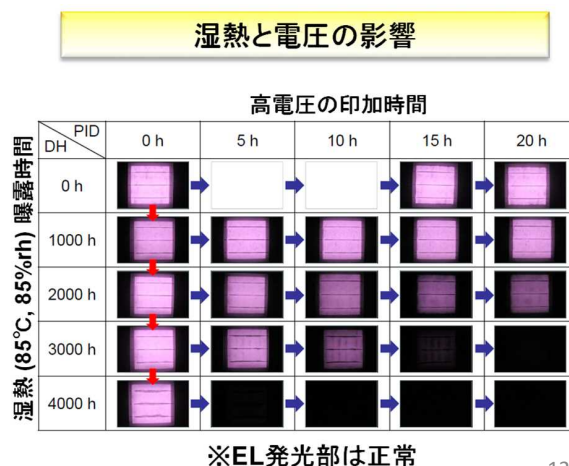 湿熱と電圧の影響
高電圧の印加時間
PID
DH
0 h
5 h
10 h
15 h
20 h
湿熱 (85℃, 85%rh) 曝露時間
0 h
1000 h
2000 h
3000 h
4000 h
※EL発光部は正常